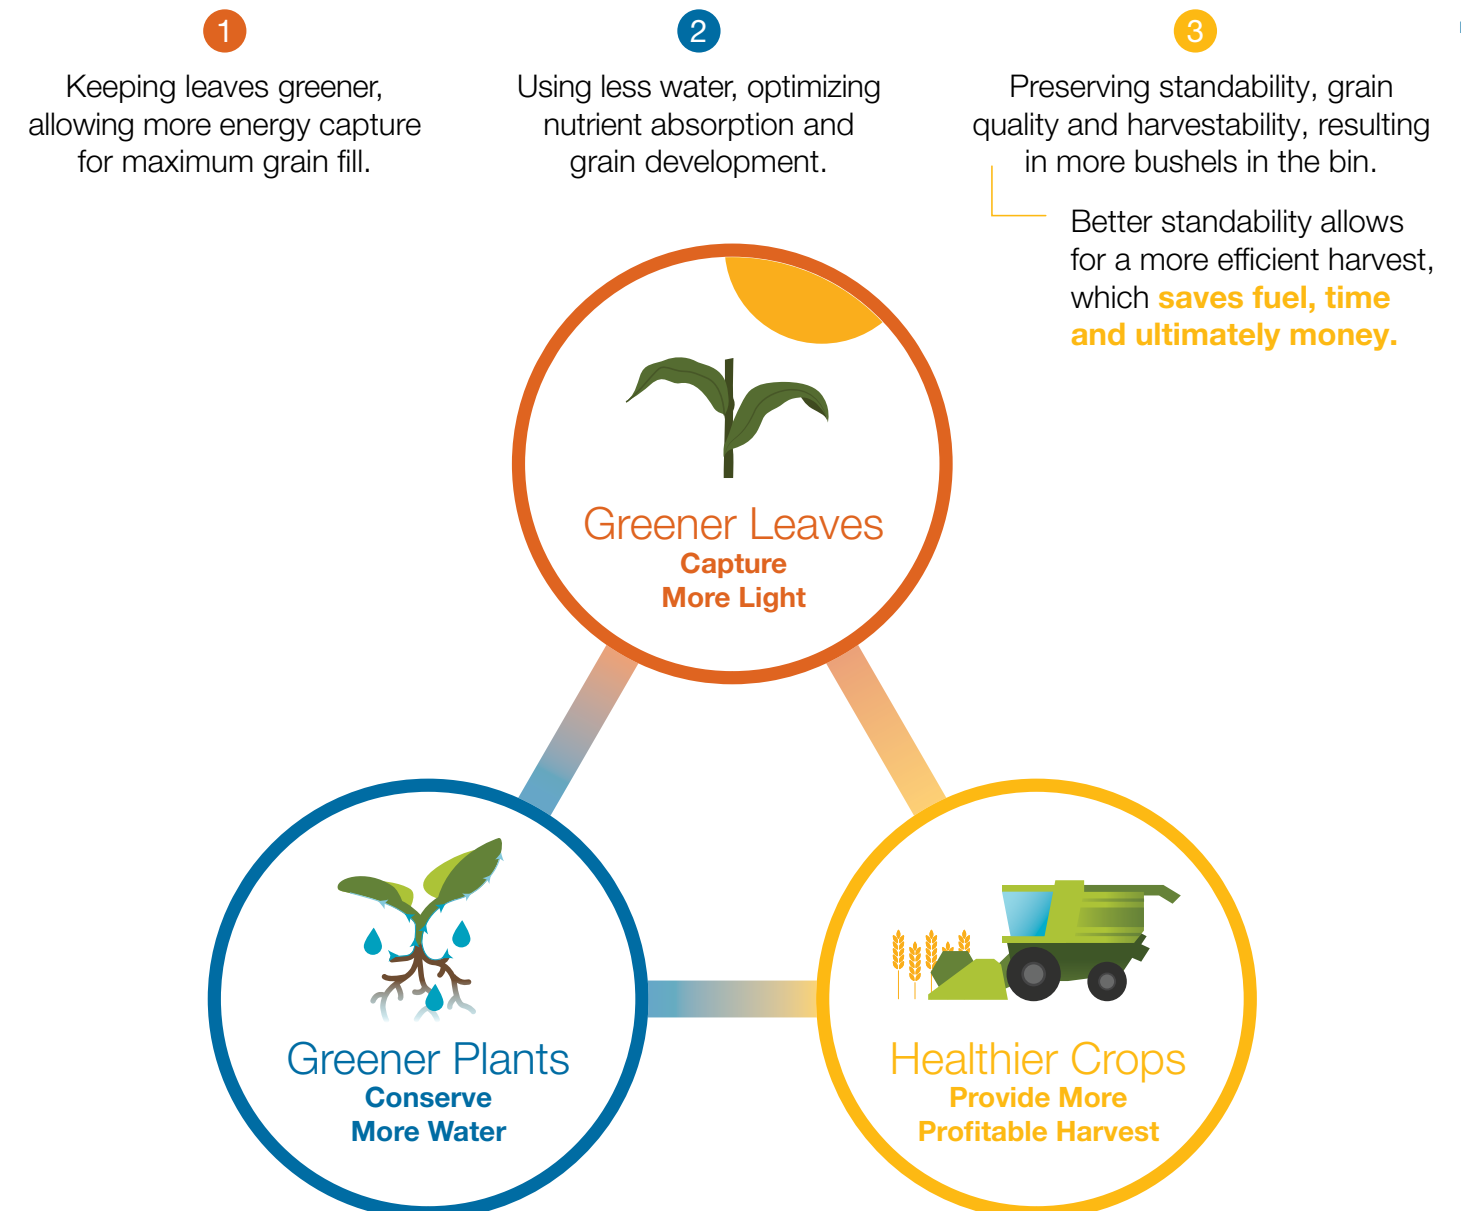 1
Keeping leaves greener,
allowing more energy capture
for maximum grain fill.
2
Using less water, optimizing
nutrient absorption and
grain development.
3
Preserving standability, grain
quality and harvestability, resulting
in more bushels in the bin.
Better standability allows
for a more efficient harvest,
which saves fuel, time
and ultimately money.
Greener Leaves
Capture
More Light
Greener Plants
Conserve
More Water
Healthier Crops
Provide More
Profitable Harvest